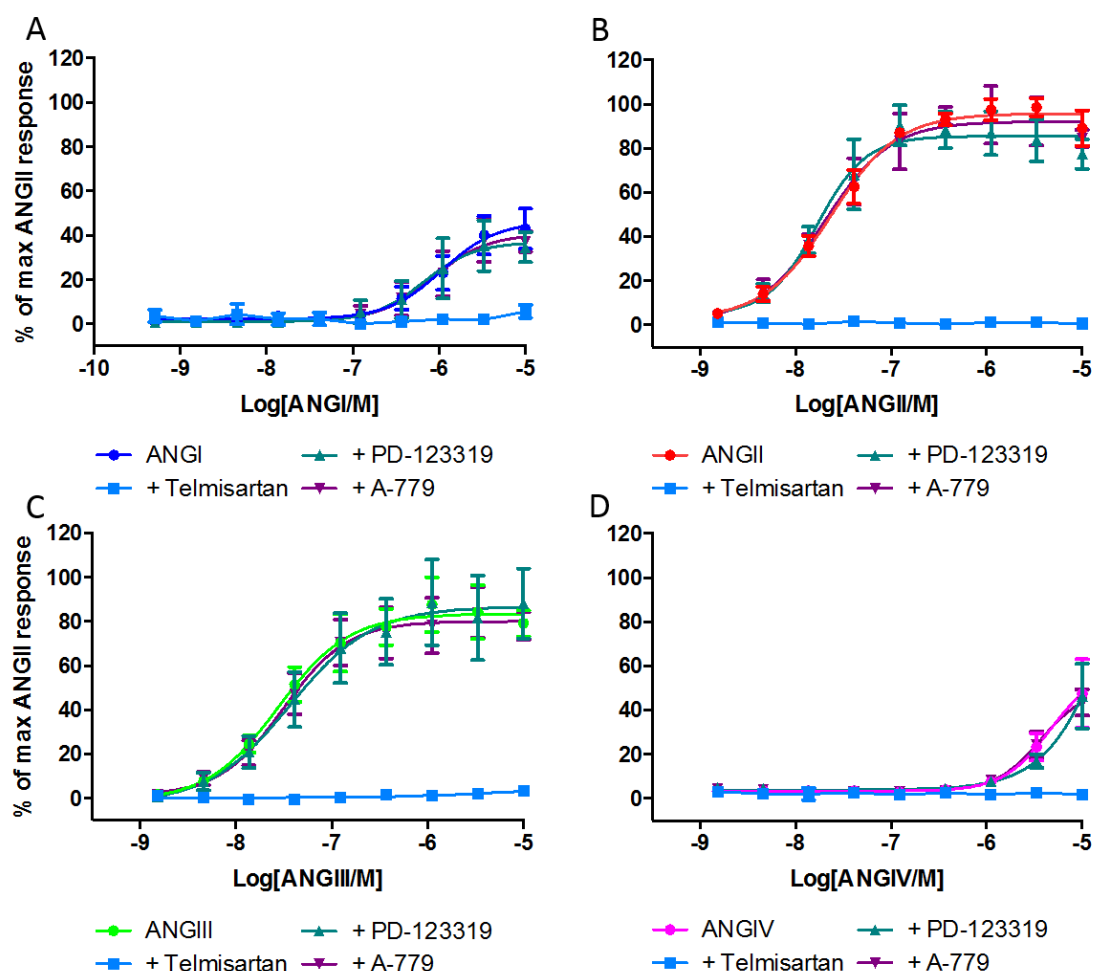 A
% of max ANGII response
120
100
80
60
40
20
0
-10 -9 -8 -7 -6 -5
Log[ANGI/M]
ANGI + PD-123319
+ Telmisartan + A-779
B
120
100
80
60
40
20
0
-9 -8 -7 -6 -5
Log[ANGII/M]
ANGII + PD-123319
+ Telmisartan + A-779
C
% of max ANGII response
120
100
80
60
40
20
0
-9 -8 -7 -6 -5
Log[ANGIII/M]
ANGIII + PD-123319
+ Telmisartan + A-779
D
120
100
80
60
40
20
0
-9 -8 -7 -6 -5
Log[ANGIV/M]
ANGIV + PD-123319
+ Telmisartan + A-779